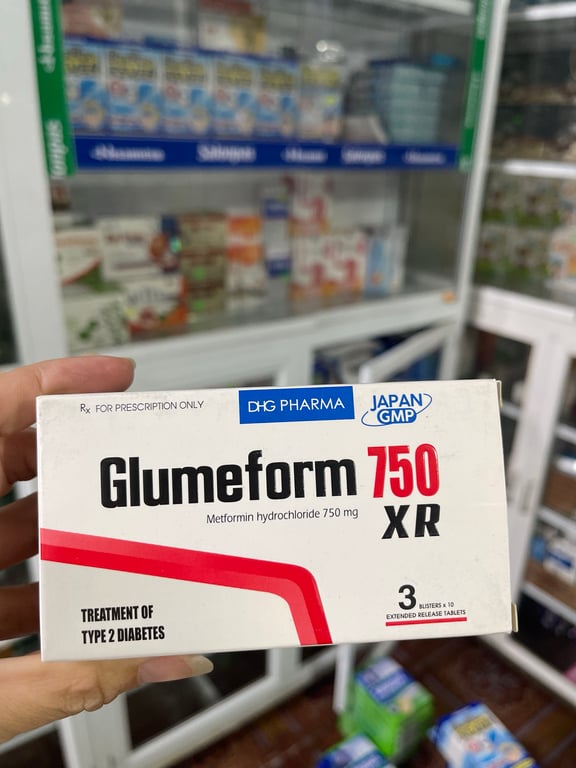 Salonpas
Rx FOR PRESCRIPTION ONLY
DHG PHARMA
JAPAN
GMP
Glumeform 750
XR
Metformin hydrochloride 750 mg
3 BLISTERS x 10
EXTENDED RELEASE TABLETS
TREATMENT OF
TYPE 2 DIABETES